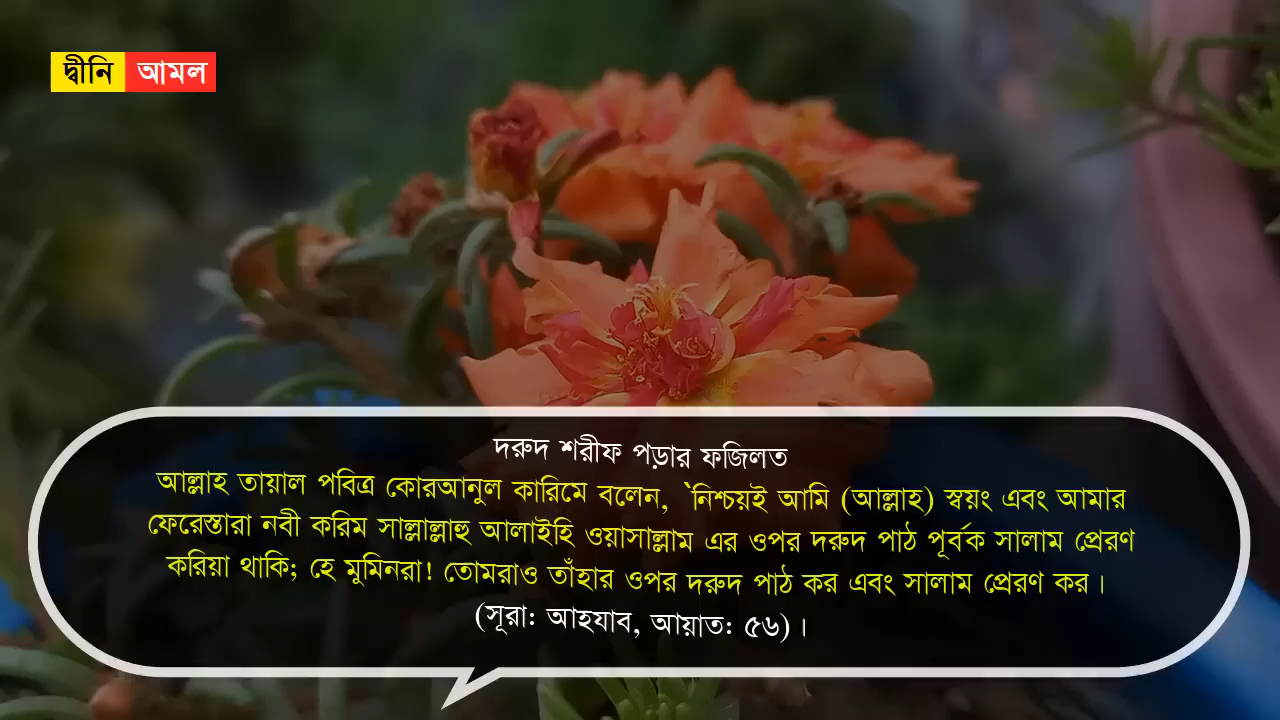 দ্বীনি আমল
দরুদ শরীফ পড়ার ফজিলত
আল্লাহ তায়াল পবিত্র কোরআনুল কারিমে বলেন, `নিশ্চয়ই আমি (আল্লাহ) স্বয়ং এবং আমার
ফেরেস্তারা নবী করিম সাল্লাল্লাহু আলাইহি ওয়াসাল্লাম এর ওপর দরুদ পাঠ পূর্বক সালাম প্রেরণ
করিয়া থাকি; হে মুমিনরা! তোমরাও তাঁহার ওপর দরুদ পাঠ কর এবং সালাম প্রেরণ কর।
(সূরা: আহযাব, আয়াত: ৫৬)।